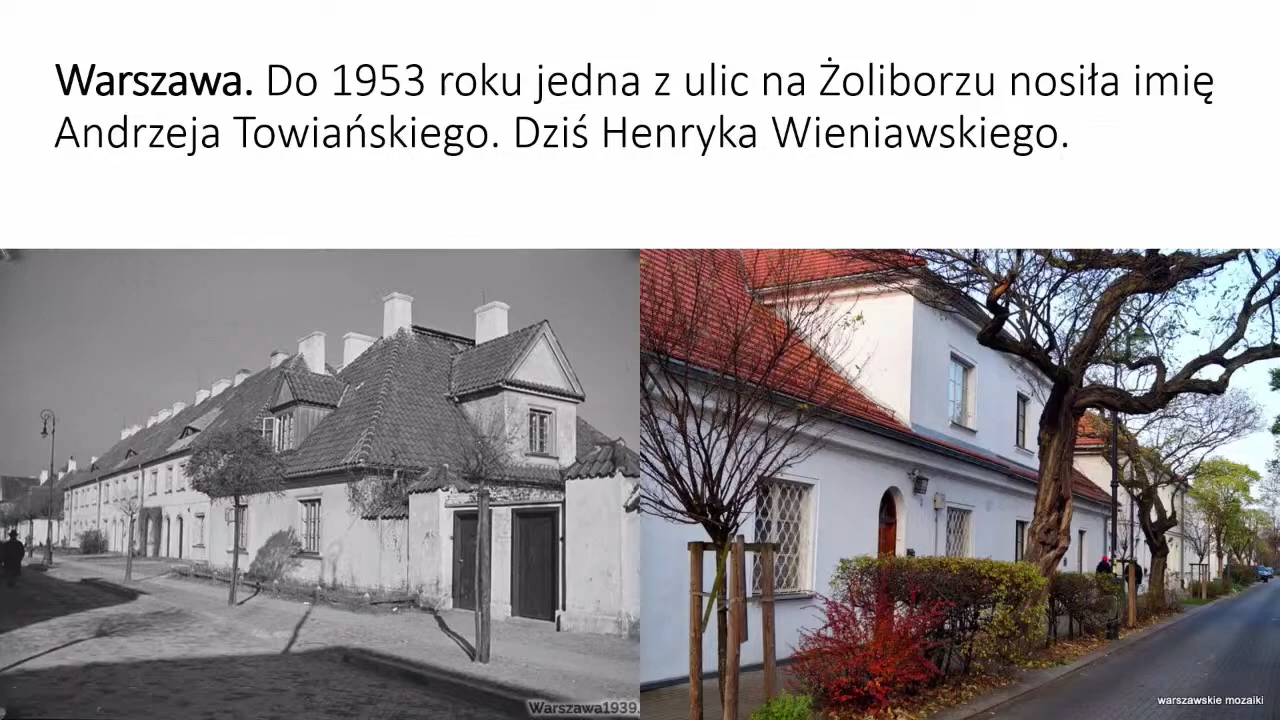 Warszawa. Do 1953 roku jedna z ulic na Żoliborzu nosiła imię
Andrzeja Towiańskiego. Dziś Henryka Wieniawskiego.
Warszawa1939.
warszawskie mozaiki